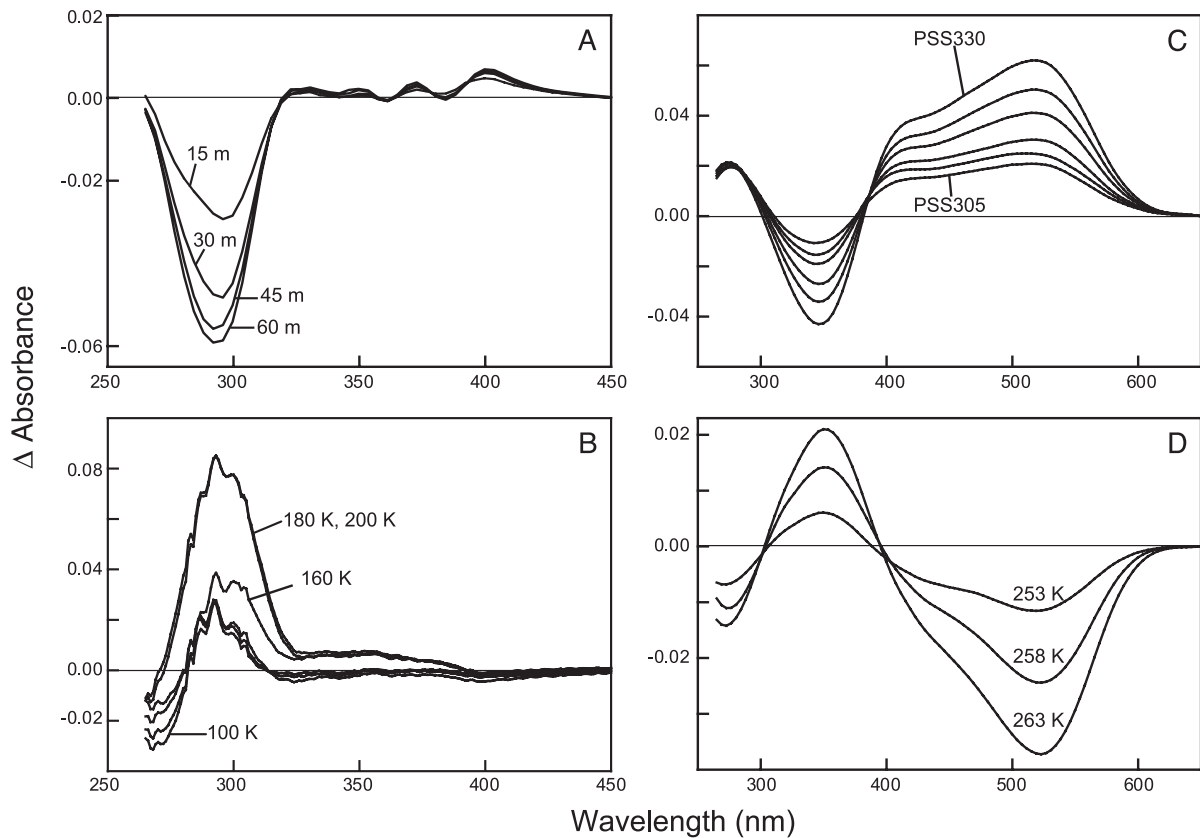 Δ Absorbance
A
0.02
0.00
-0.02
-0.06
15 m
30 m
45 m
60 m
250 300 350 400 450
C
PSS330
PSS305
0.04
0.00
-0.04
300 400 500 600
B
0.08
0.04
0.00
-0.02
180 K, 200 K
160 K
100 K
250 300 350 400 450
D
0.02
0.00
-0.02
253 K
258 K
263 K
300 400 500 600
Wavelength (nm)